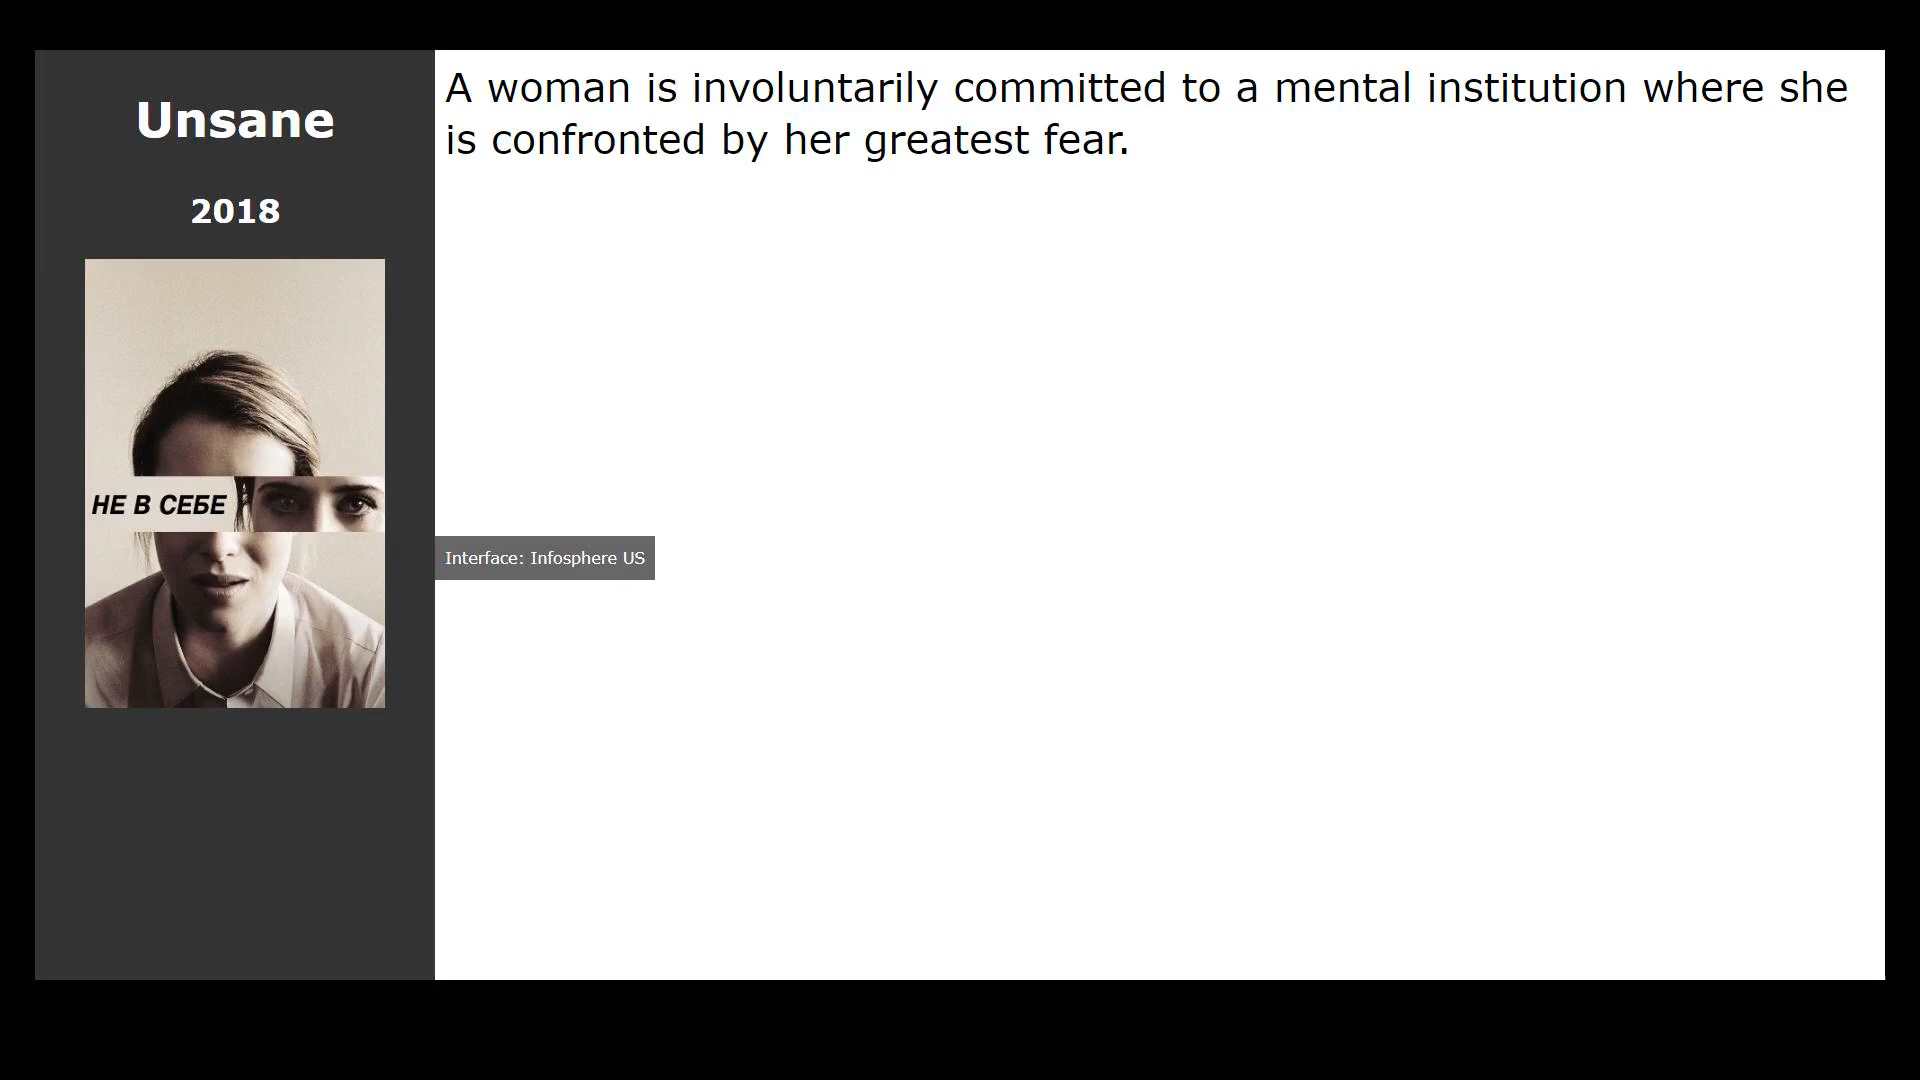 Unsane
2018
НЕ В СЕБЕ
A woman is involuntarily committed to a mental institution where she
is confronted by her greatest fear.
Interface: Infosphere US